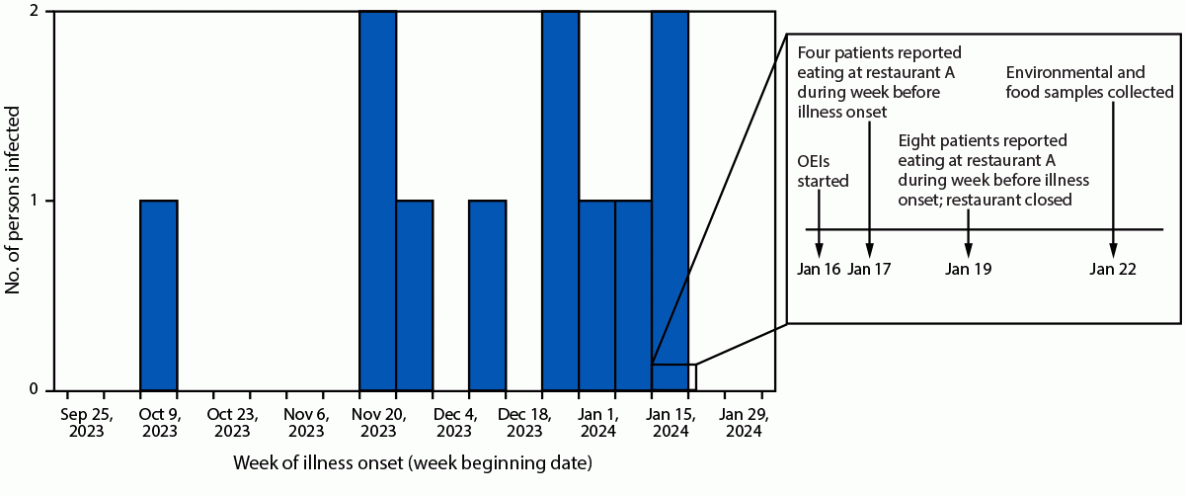 No. of persons infected
2
1
0
Sep 25,
2023
Oct 9,
2023
Oct 23,
2023
Nov 6,
2023
Nov 20,
2023
Dec 4,
2023
Dec 18,
2023
Jan 1,
2024
Jan 15,
2024
Jan 29,
2024
Week of illness onset (week beginning date)
Four patients reported
eating at restaurant A
during week before
illness onset
Environmental and
food samples collected
OEIs
started
Eight patients reported
eating at restaurant A
during week before illness
onset; restaurant closed
Jan 16
Jan 17
Jan 19
Jan 22